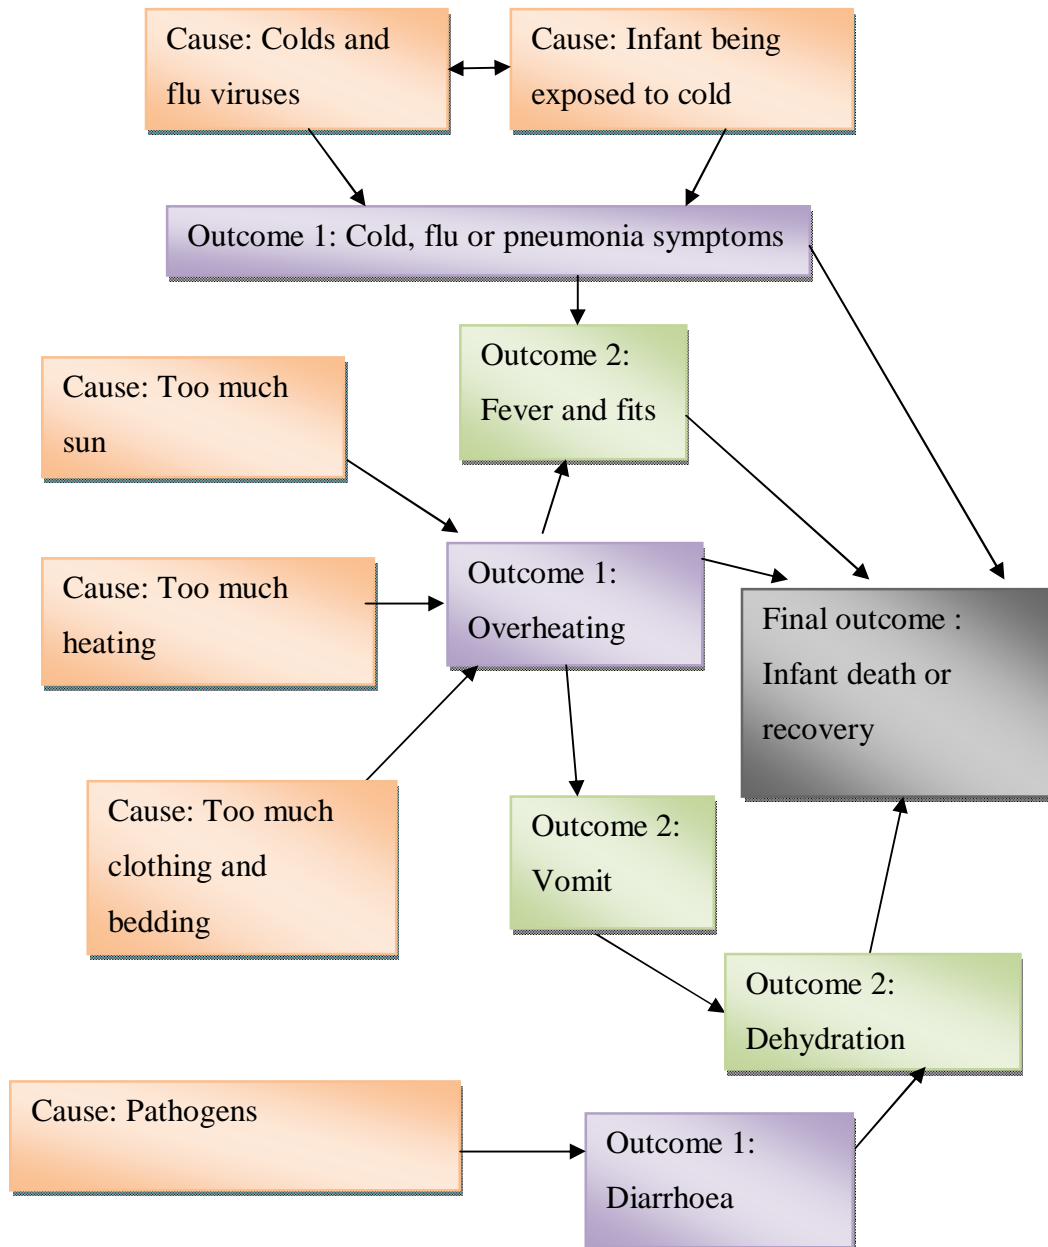 Cause: Colds and
flu viruses
Cause: Infant being
exposed to cold
Outcome 1: Cold, flu or pneumonia symptoms
Outcome 2:
Fever and fits
Cause: Too much
sun
Cause: Too much
heating
Outcome 1:
Overheating
Final outcome :
Infant death or
recovery
Cause: Too much
clothing and
bedding
Outcome 2:
Vomit
Outcome 2:
Dehydration
Cause: Pathogens
Outcome 1:
Diarrhoea